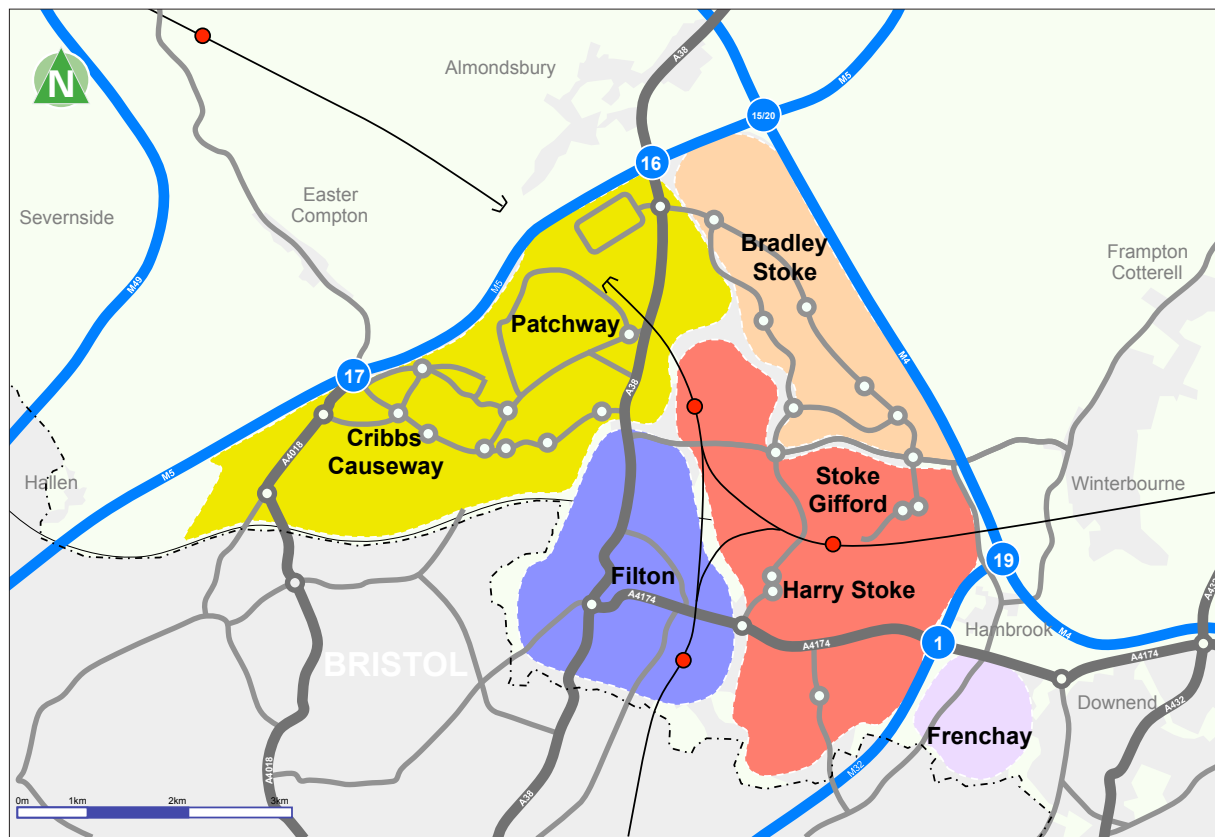 N
Almondsbury
A38
M5
15/20
16
Easter
Compton
Severnside
M49
Bradley
Stoke
Frampton
Cotterell
M5
Patchway
M4
17
A38
Cribbs
Causeway
A4018
M5
Hallen
Stoke
Gifford
Winterbourne
19
Filton
A4174
Harry Stoke
A432
Hambrook
M4
1
A4174
A4174
BRISTOL
Downend
A432
Frenchay
M32
A4018
A38
0m
1km
2km
3km